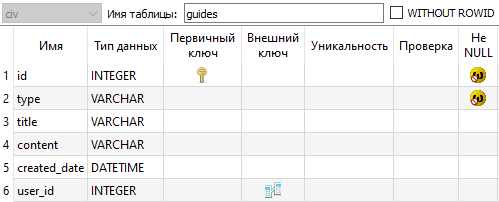 civ Имя таблицы: guides WITHOUT ROWID
Имя Тип данных Первичный ключ Внешний ключ Уникальность Проверка Не NULL
1 id INTEGER
2 type VARCHAR
3 title VARCHAR
4 content VARCHAR
5 created_date DATETIME
6 user_id INTEGER